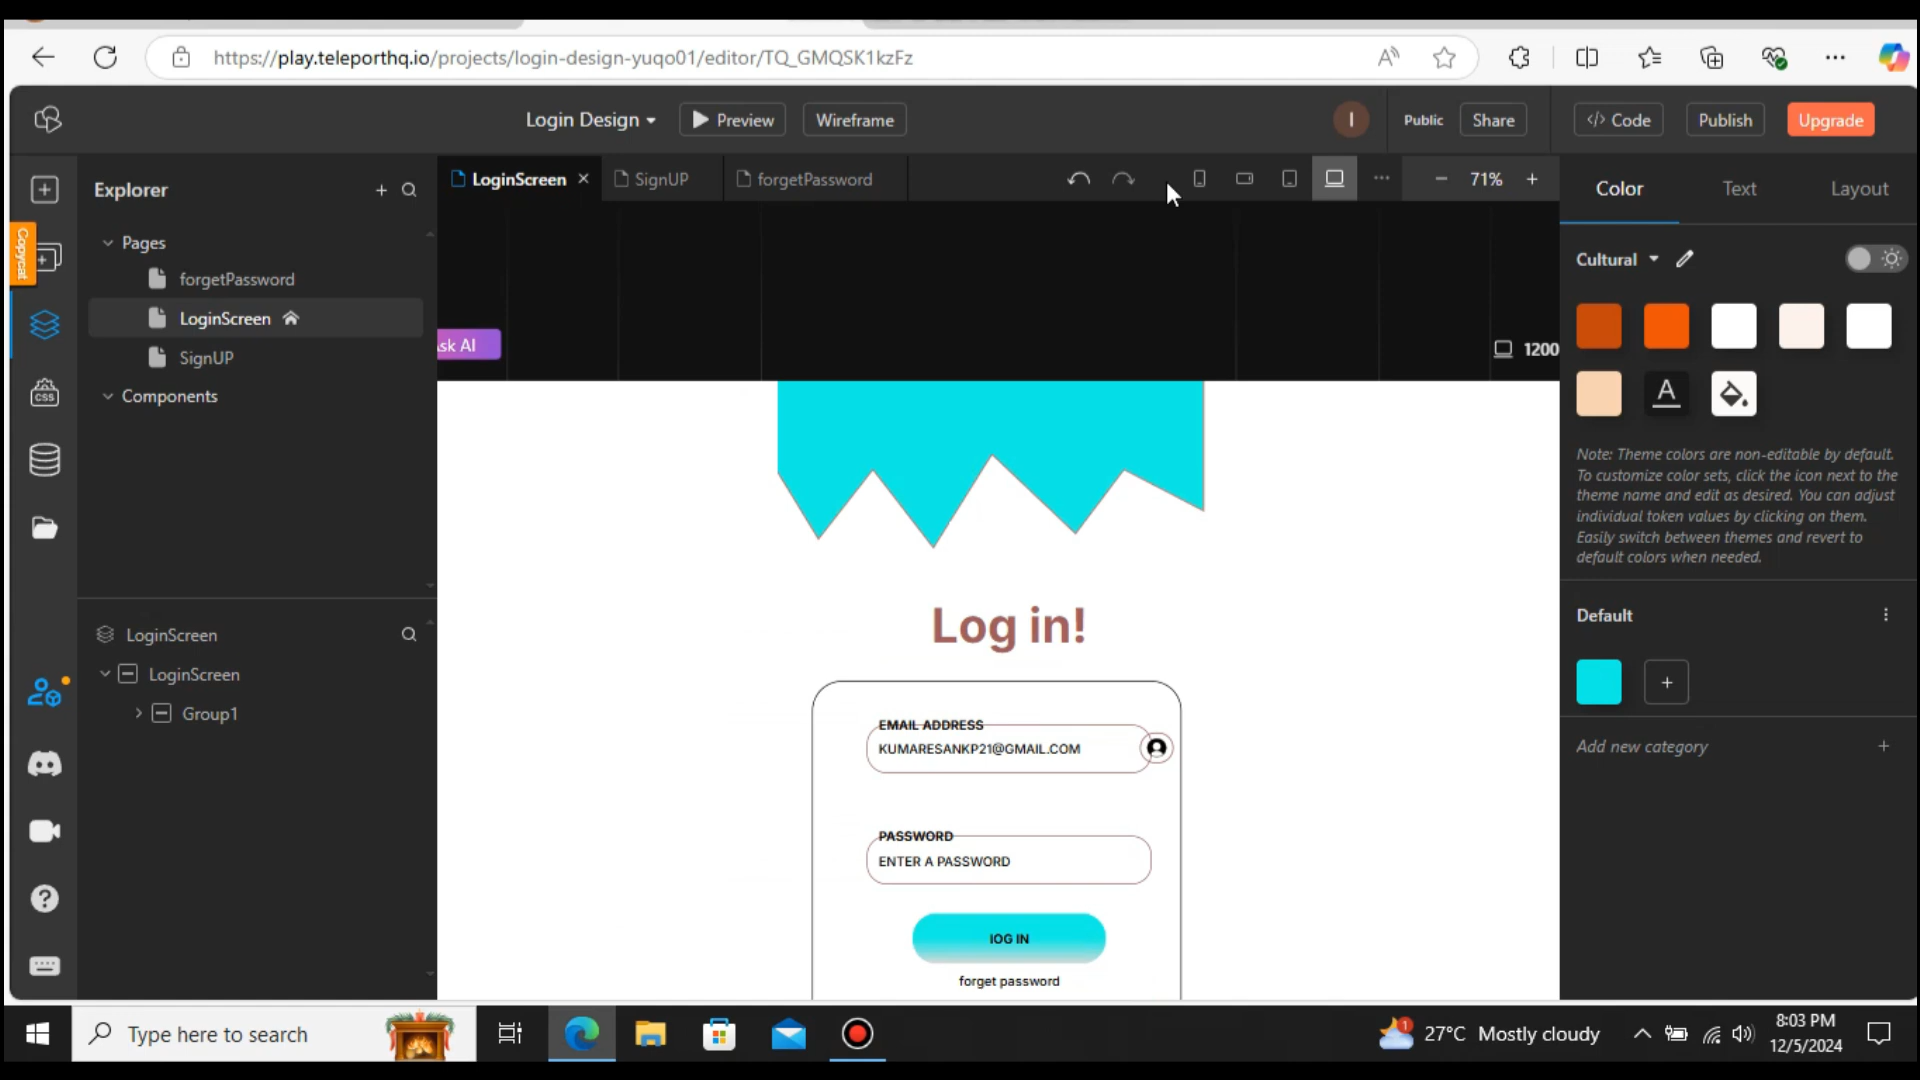 https://play.teleporthq.io/projects/login-design-yuqo01/editor/TQ_GMQSK1kzFz
Login Design
Preview
Wireframe
I
Public
Share
</> Code
Publish
Upgrade
Explorer
LoginScreen
SignUP
forgetPassword
71%
Color
Text
Layout
Copycat
Pages
forgetPassword
LoginScreen
SignUP
Components
CSS
sk AI
1200
Cultural
A
Note: Theme colors are non-editable by default.
To customize color sets, click the icon next to the
theme name and edit as desired. You can adjust
individual token values by clicking on them.
Easily switch between themes and revert to
default colors when needed.
Default
Add new category
LoginScreen
LoginScreen
Group1
Log in!
EMAIL ADDRESS
KUMARESANKP21@GMAIL.COM
PASSWORD
ENTER A PASSWORD
lOG IN
forget password
Type here to search
1
27°C Mostly cloudy
8:03 PM
12/5/2024